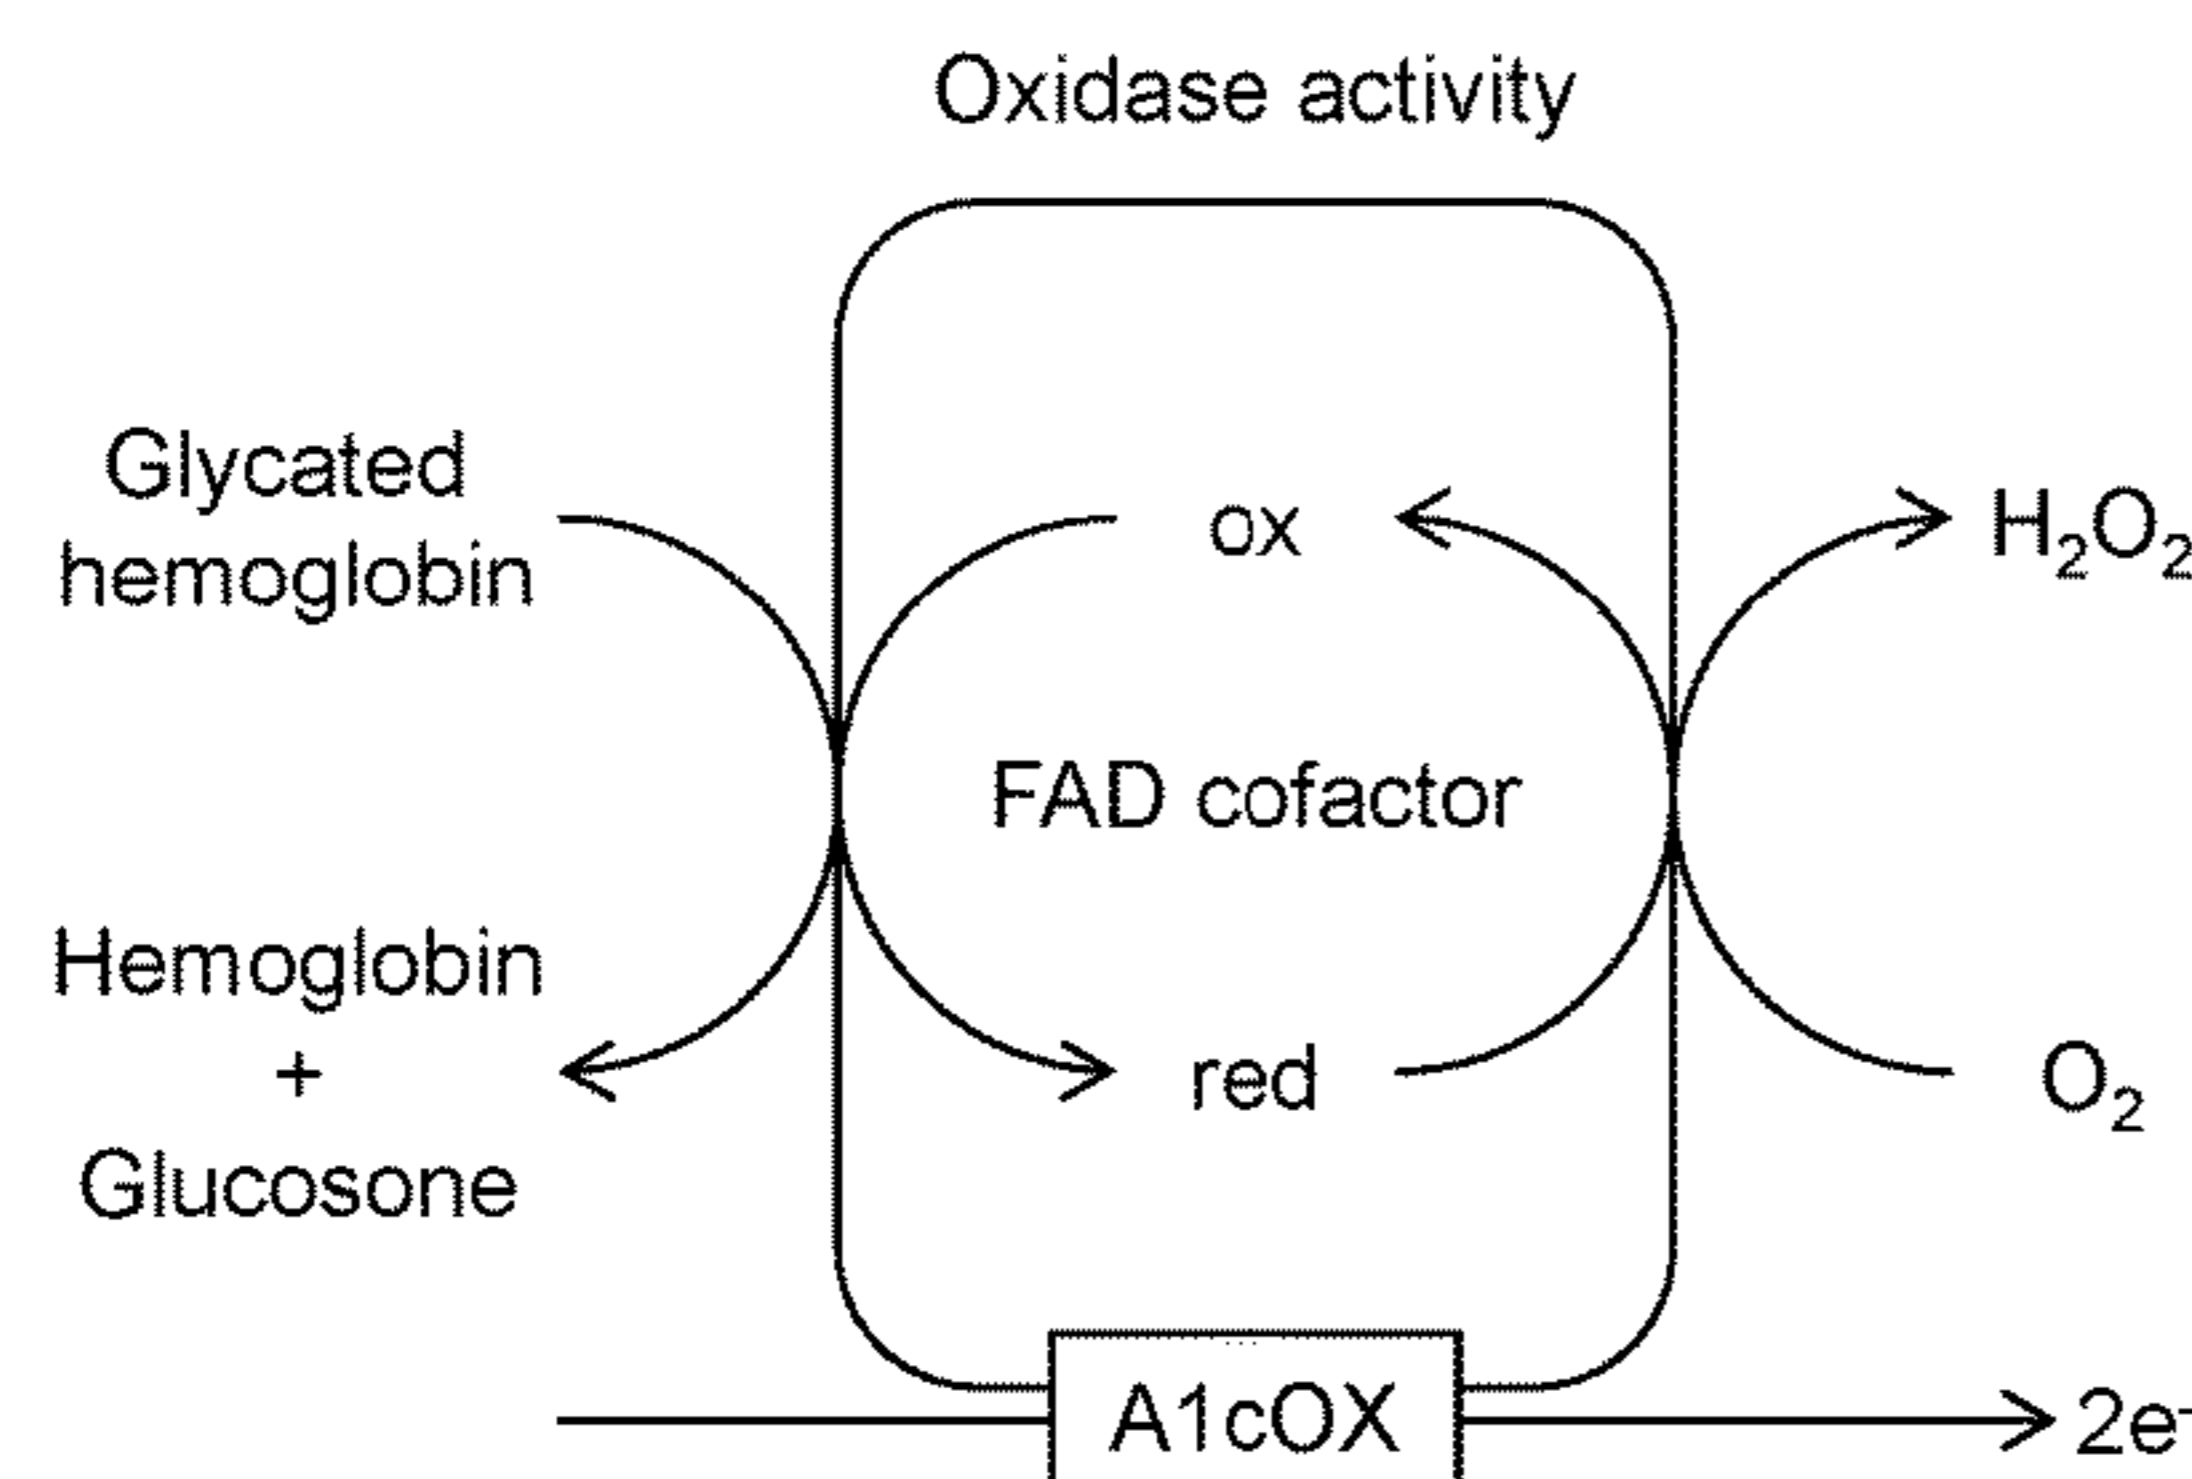 Oxidase activity
Glycated
hemoglobin
ox
H₂O₂
FAD cofactor
Hemoglobin
+
Glucosone
red
O₂
A1cOX
2e⁻